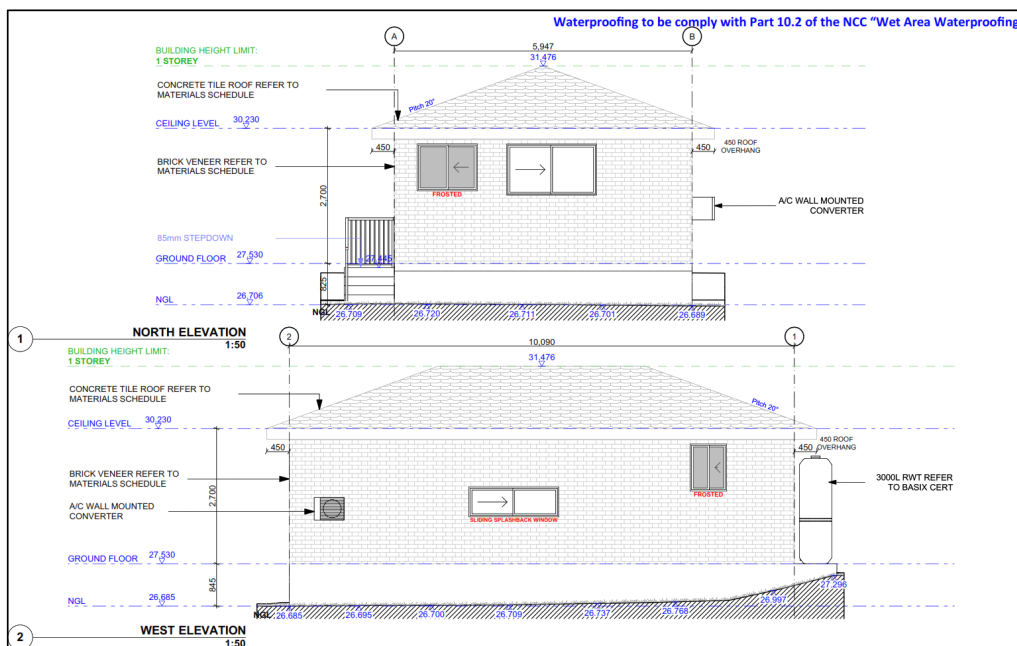 Waterproofing to be comply with Part 10.2 of the NCC “Wet Area Waterproofing
A
B
5,947
31,476
BUILDING HEIGHT LIMIT:
1 STOREY
CONCRETE TILE ROOF REFER TO
MATERIALS SCHEDULE
Pitch 20°
CEILING LEVEL 30,230
450
450
450 ROOF
OVERHANG
BRICK VENEER REFER TO
MATERIALS SCHEDULE
FROSTED
2,700
A/C WALL MOUNTED
CONVERTER
85mm STEPDOWN
GROUND FLOOR 27,530
27,445
825
NGL 26,706
NGL
26,709
26,720
26,711
26,701
26,689
1
NORTH ELEVATION
1:50
2
1
10,090
31,476
BUILDING HEIGHT LIMIT:
1 STOREY
CONCRETE TILE ROOF REFER TO
MATERIALS SCHEDULE
Pitch 20°
CEILING LEVEL 30,230
450
450
450 ROOF
OVERHANG
BRICK VENEER REFER TO
MATERIALS SCHEDULE
2,700
FROSTED
3000L RWT REFER
TO BASIX CERT
A/C WALL MOUNTED
CONVERTER
SLIDING SPLASHBACK WINDOW
GROUND FLOOR 27,530
845
NGL 26,685
NGL
26,685
26,695
26,700
26,709
26,737
26,768
26,997
27,296
2
WEST ELEVATION
1:50